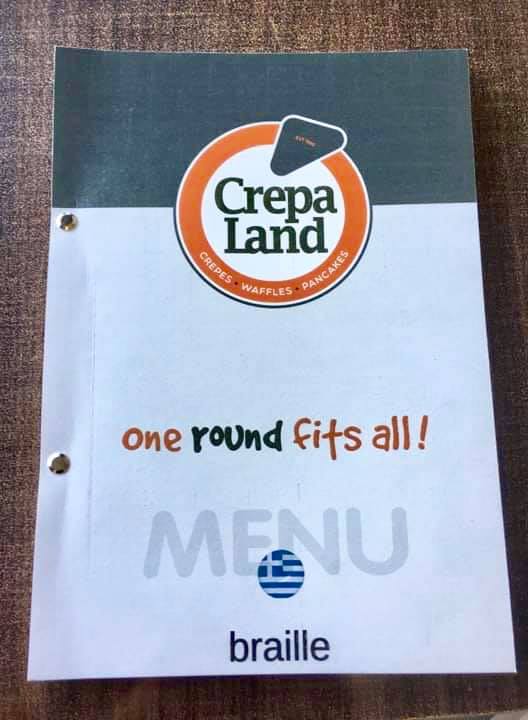 Crepa
Land
CREPES • WAFFLES • PANCAKES
one round fits all!
MENU
braille